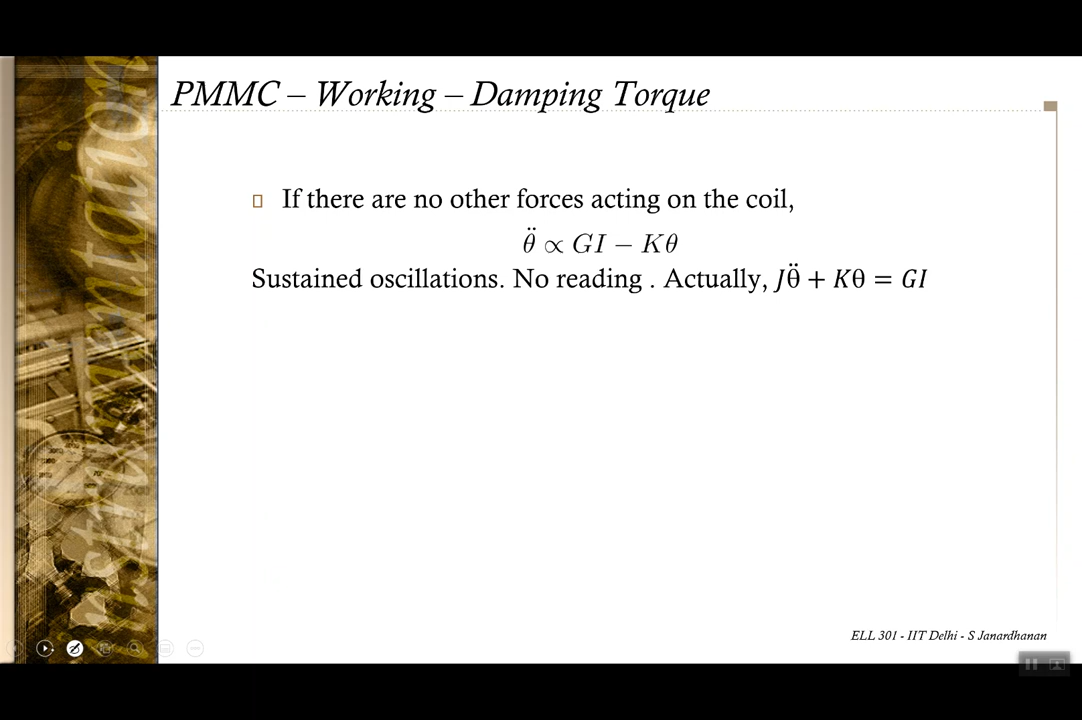 PMMC – Working – Damping Torque
If there are no other forces acting on the coil,
θ̈ ∝ GI − Kθ
Sustained oscillations. No reading . Actually, Jθ̈ + Kθ = GI
ELL 301 - IIT Delhi - S Janardhanan